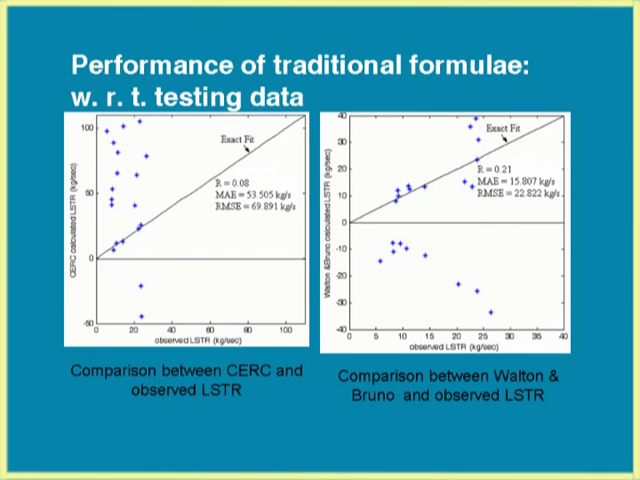 Performance of traditional formulae:
w. r. t. testing data
100
50
0
-50
0
20
40
60
80
100
CERC calculated LSTR (kg/sec)
observed LSTR (kg/sec)
Exact Fit
R = 0.08
MAE = 53.505 kg/s
RMSE = 69.891 kg/s
40
30
20
10
0
-10
-20
-30
-40
0
5
10
15
20
25
30
35
40
Walton &Bruno calculated LSTR (kg/sec)
observed LSTR (kg/sec)
Exact Fit
R = 0.21
MAE = 15.807 kg/s
RMSE = 22.822 kg/s
Comparison between CERC and
observed LSTR
Comparison between Walton &
Bruno and observed LSTR